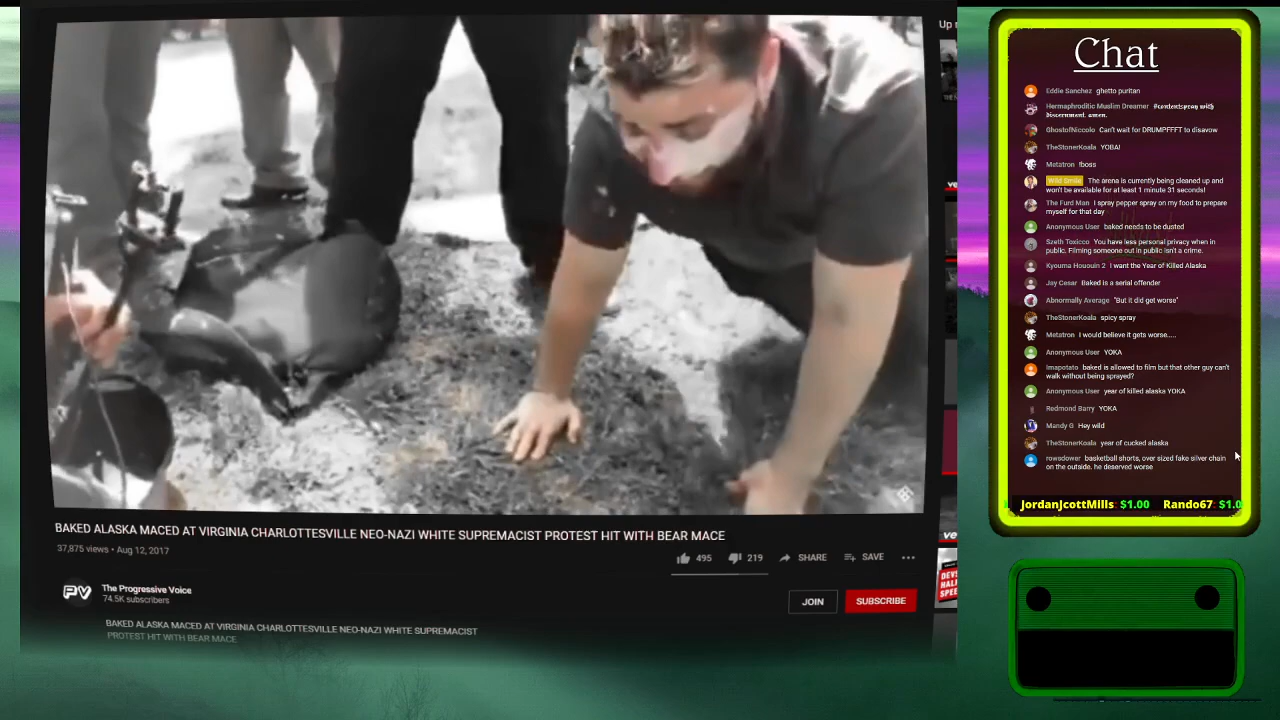 Up
BAKED ALASKA MACED AT VIRGINIA CHARLOTTESVILLE NEO-NAZI WHITE SUPREMACIST PROTEST HIT WITH BEAR MACE
37,875 views • Aug 12, 2017
495 219 SHARE SAVE
PV The Progressive Voice
74.5K subscribers
JOIN SUBSCRIBE
BAKED ALASKA MACED AT VIRGINIA CHARLOTTESVILLE NEO-NAZI WHITE SUPREMACIST
PROTEST HIT WITH BEAR MACE
Chat
Eddie Sanchez ghetto puritan
Hermaphroditic Muslim Dreamer #contentspray with
discernment. amen.
GhostofNiccolo Can't wait for DRUMPFFFT to disavow
TheStonerKoala YOBA!
Metatron !boss
Wild Smile The arena is currently being cleaned up and
won't be available for at least 1 minute 31 seconds!
The Furd Man I spray pepper spray on my food to prepare
myself for that day
Anonymous User baked needs to be dusted
Szeth Toxicco You have less personal privacy when in
public. Filming someone out in public isn't a crime.
Kyouma Hououin 2 I want the Year of Killed Alaska
Jay Cesar Baked is a serial offender
Abnormally Average "But it did get worse"
TheStonerKoala spicy spray
Metatron I would believe it gets worse.....
Anonymous User YOKA
Imapotato baked is allowed to film but that other guy can't
walk without being sprayed?
Anonymous User year of killed alaska YOKA
Redmond Barry YOKA
Mandy G Hey wild
TheStonerKoala year of cucked alaska
rowsdower basketball shorts, over sized fake silver chain
on the outside. he deserved worse
JordanJcottMills $1.00 Rando67 $1.0